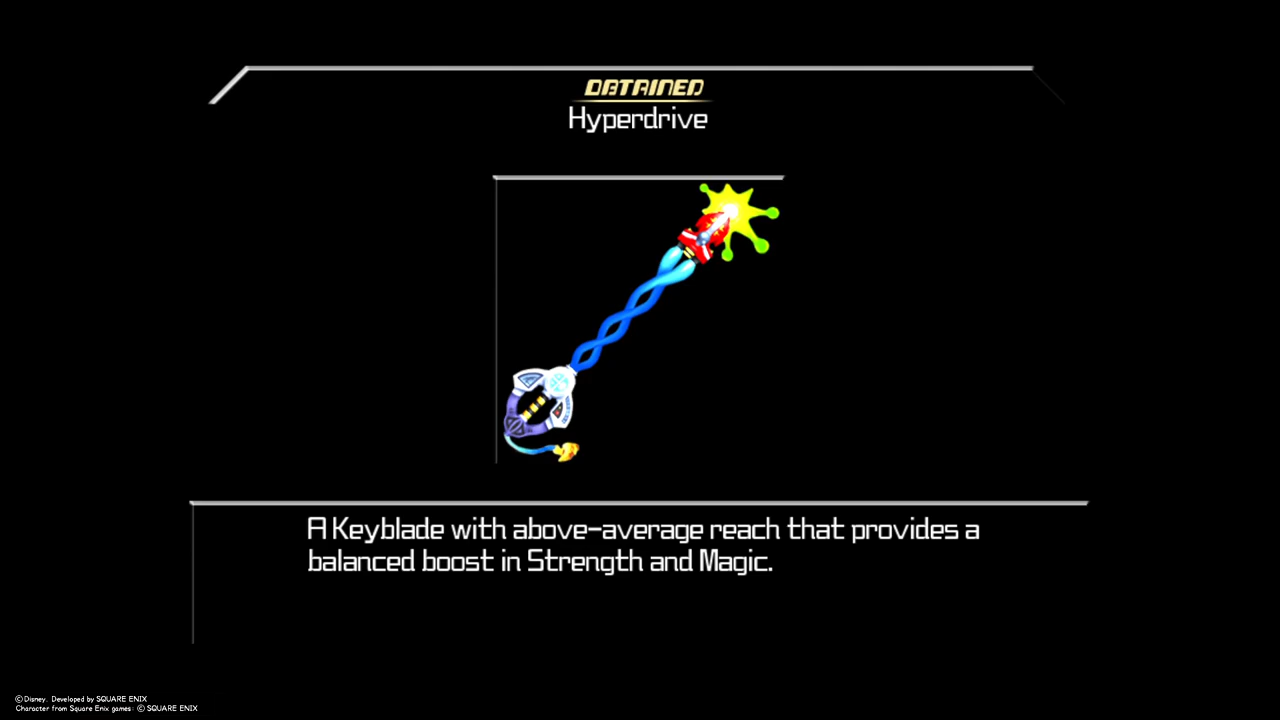 OBTAINED
Hyperdrive
A Keyblade with above-average reach that provides a
balanced boost in Strength and Magic.
©Disney. Developed by SQUARE ENIX
Character from Square Enix games: © SQUARE ENIX